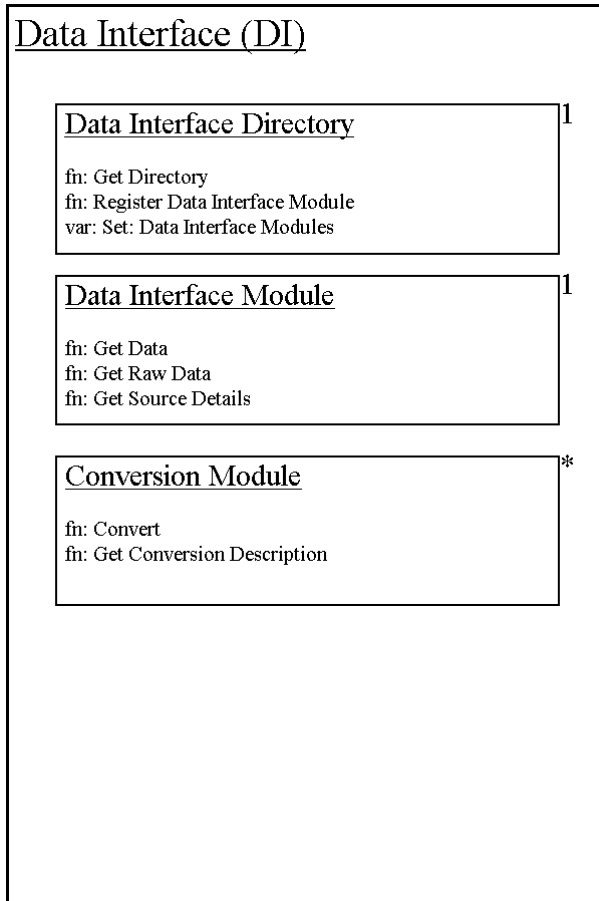 Data Interface (DI)
Data Interface Directory 1
fn: Get Directory
fn: Register Data Interface Module
var: Set: Data Interface Modules
Data Interface Module 1
fn: Get Data
fn: Get Raw Data
fn: Get Source Details
Conversion Module *
fn: Convert
fn: Get Conversion Description